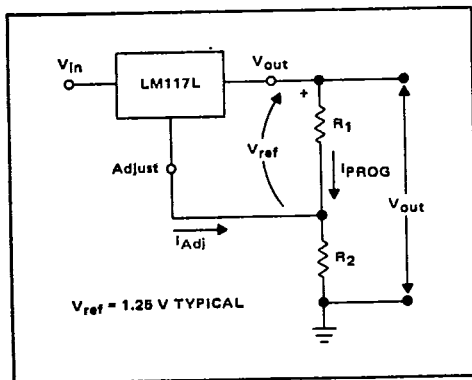 Vin
LM117L
Vout
+
R1
Vref
IPROG
Adjust
Vout
IAdj
R2
Vref = 1.25 V TYPICAL